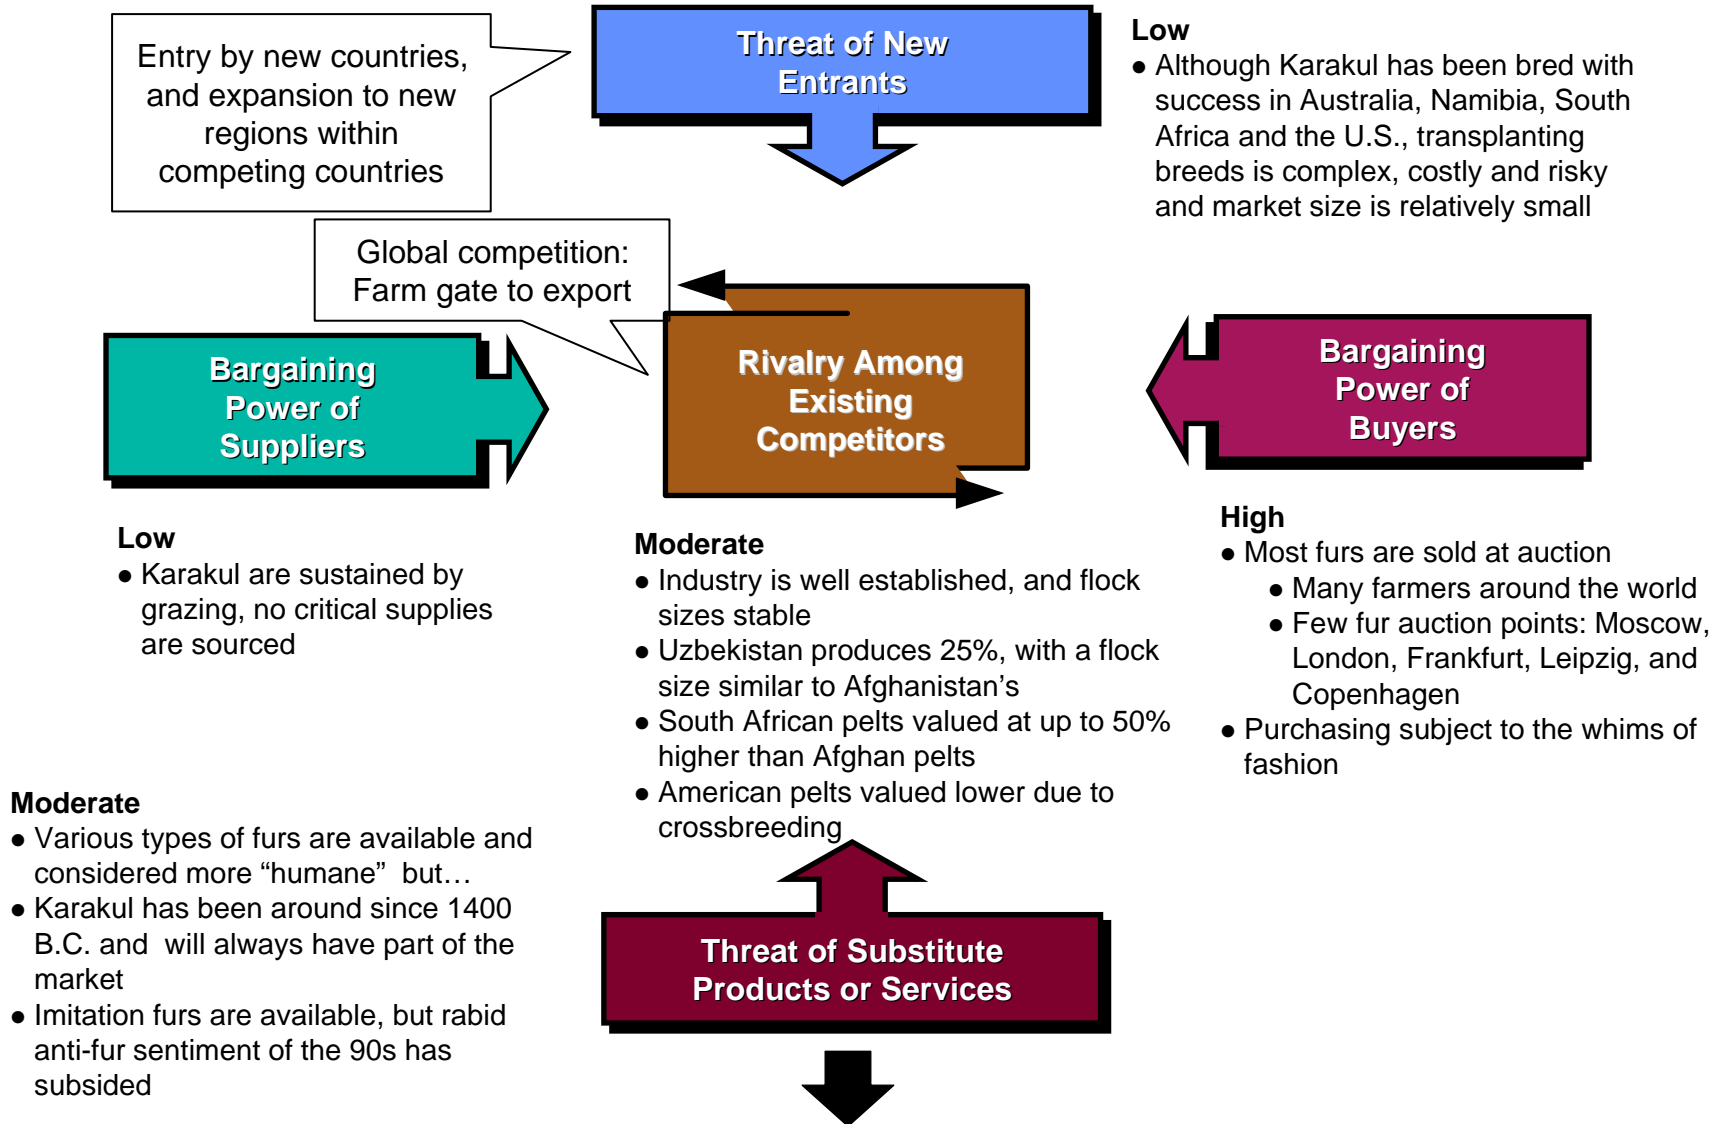 Entry by new countries,
and expansion to new
regions within
competing countries
Threat of New
Entrants
Low
● Although Karakul has been bred with
success in Australia, Namibia, South
Africa and the U.S., transplanting
breeds is complex, costly and risky
and market size is relatively small
Global competition:
Farm gate to export
Bargaining
Power of
Suppliers
Rivalry Among
Existing
Competitors
Bargaining
Power of
Buyers
Low
● Karakul are sustained by
grazing, no critical supplies
are sourced
Moderate
● Industry is well established, and flock
sizes stable
● Uzbekistan produces 25%, with a flock
size similar to Afghanistan’s
● South African pelts valued at up to 50%
higher than Afghan pelts
● American pelts valued lower due to
crossbreeding
High
● Most furs are sold at auction
● Many farmers around the world
● Few fur auction points: Moscow,
London, Frankfurt, Leipzig, and
Copenhagen
● Purchasing subject to the whims of
fashion
Moderate
● Various types of furs are available and
considered more “humane” but…
● Karakul has been around since 1400
B.C. and will always have part of the
market
● Imitation furs are available, but rabid
anti-fur sentiment of the 90s has
subsided
Threat of Substitute
Products or Services